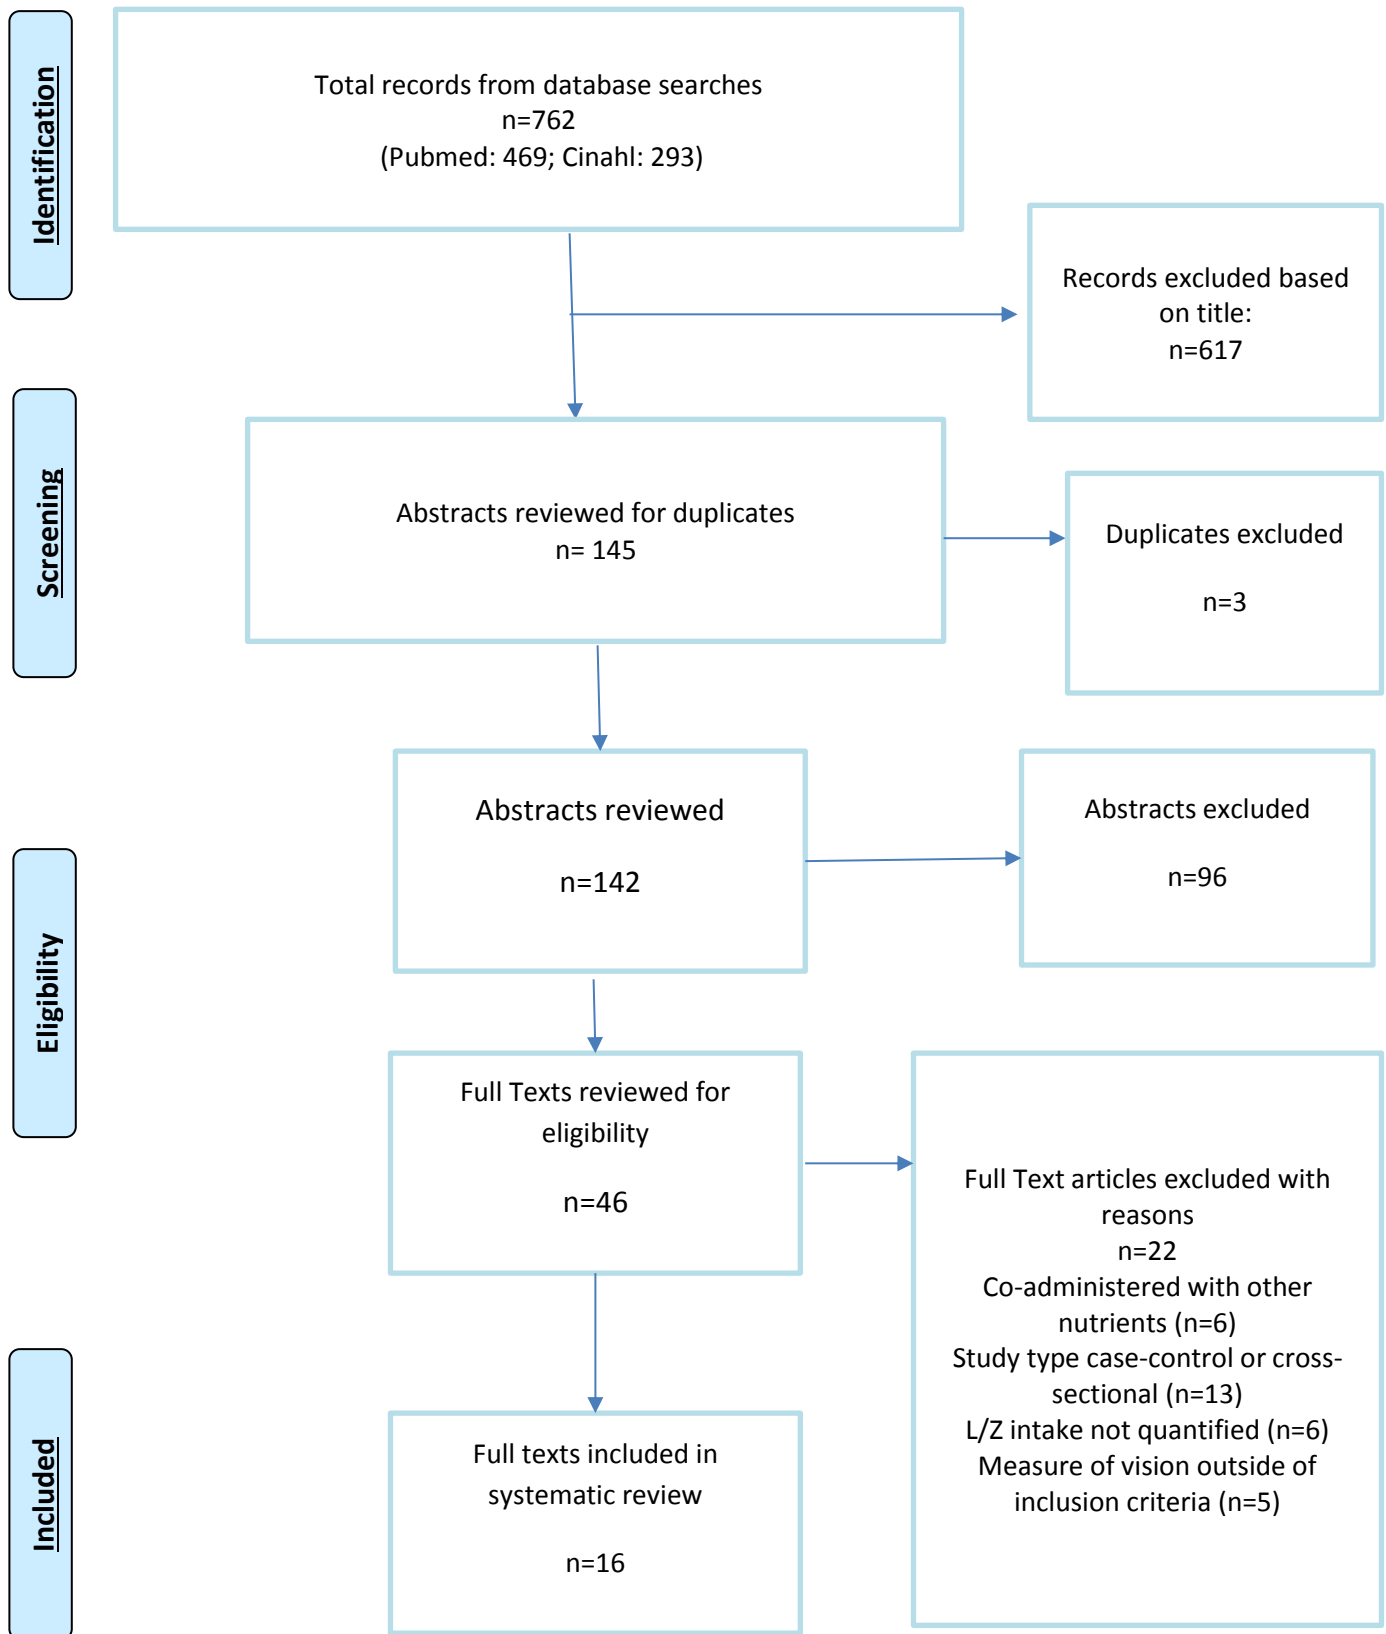 Identification
Total records from database searches
n=762
(Pubmed: 469; Cinahl: 293)
Records excluded based
on title:
n=617
Screening
Abstracts reviewed for duplicates
n= 145
Duplicates excluded
n=3
Eligibility
Abstracts reviewed
n=142
Abstracts excluded
n=96
Full Texts reviewed for
eligibility
n=46
Full Text articles excluded with
reasons
n=22
Co-administered with other
nutrients (n=6)
Study type case-control or cross-
sectional (n=13)
L/Z intake not quantified (n=6)
Measure of vision outside of
inclusion criteria (n=5)
Included
Full texts included in
systematic review
n=16